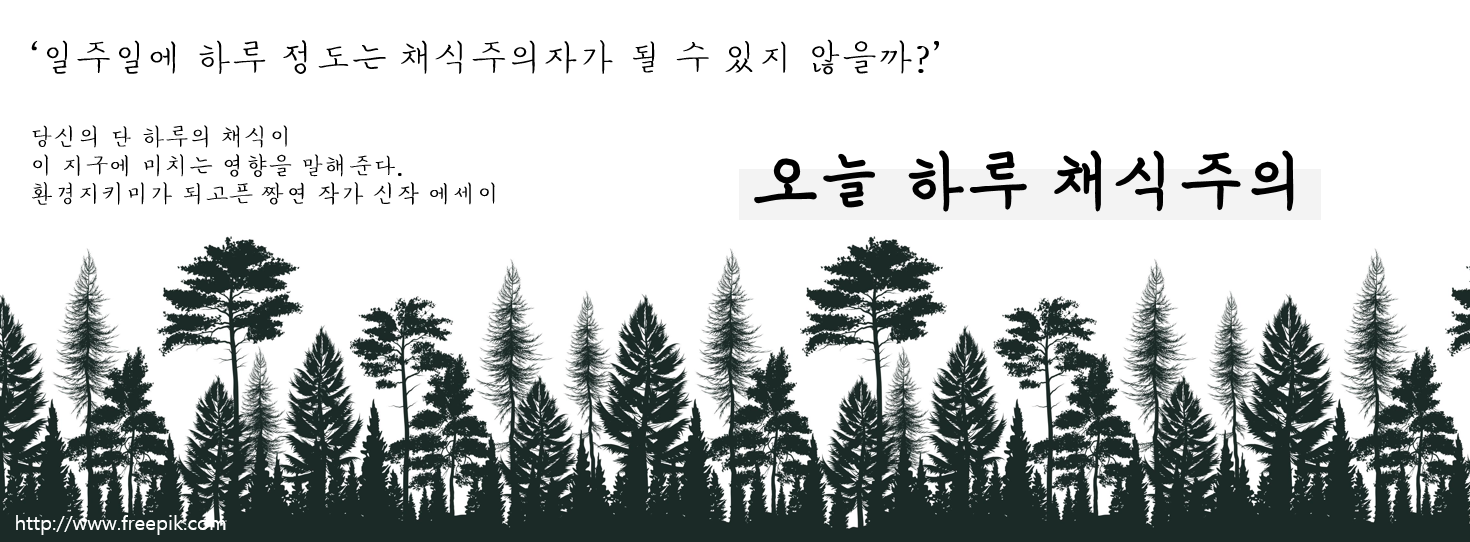 ‘일주일에 하루 정도는 채식주의자가 될 수 있지 않을까?’
당신의 단 하루의 채식이
이 지구에 미치는 영향을 말해준다.
환경지키미가 되고픈 짱연 작가 신작 에세이
오늘 하루 채식주의
http://www.freepik.com